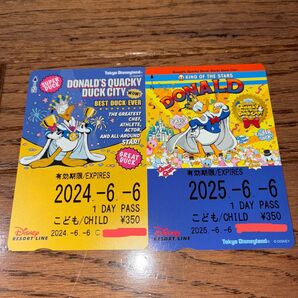 Tokyo Disneyland
SUPER DUCK
DONALD'S QUACKY
DUCK CITY
WOW!
BEST DUCK EVER
THE GREATEST
CHEF,
ATHLETE,
ACTOR,
AND ALL-AROUND
STAR!
GREAT DUCK
有効期限/EXPIRES
2024.-6.-6
1 DAY PASS
こども/CHILD ¥350
2024.-6.-6
Disney
RESORT LINE
KING OF THE STARS
DONALD
有効期限/EXPIRES
2025.-6.-6
1 DAY PASS
こども/CHILD ¥350
2025.-6.-6
Disney
RESORT LINE
Tokyo Disneyland
© DISNEY